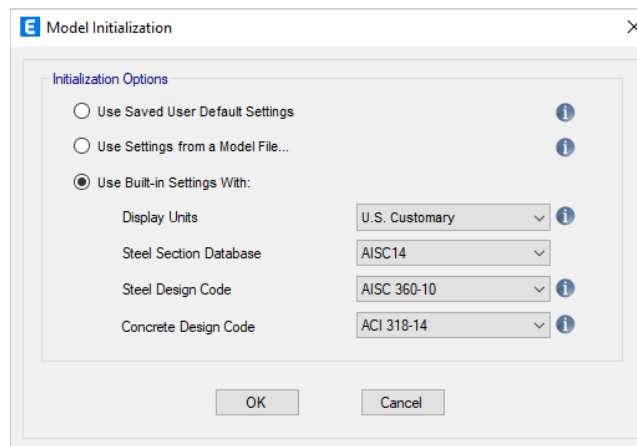 E Model Initialization
Initialization Options
Use Saved User Default Settings
Use Settings from a Model File...
Use Built-in Settings With:
Display Units U.S. Customary
Steel Section Database AISC14
Steel Design Code AISC 360-10
Concrete Design Code ACI 318-14
OK Cancel